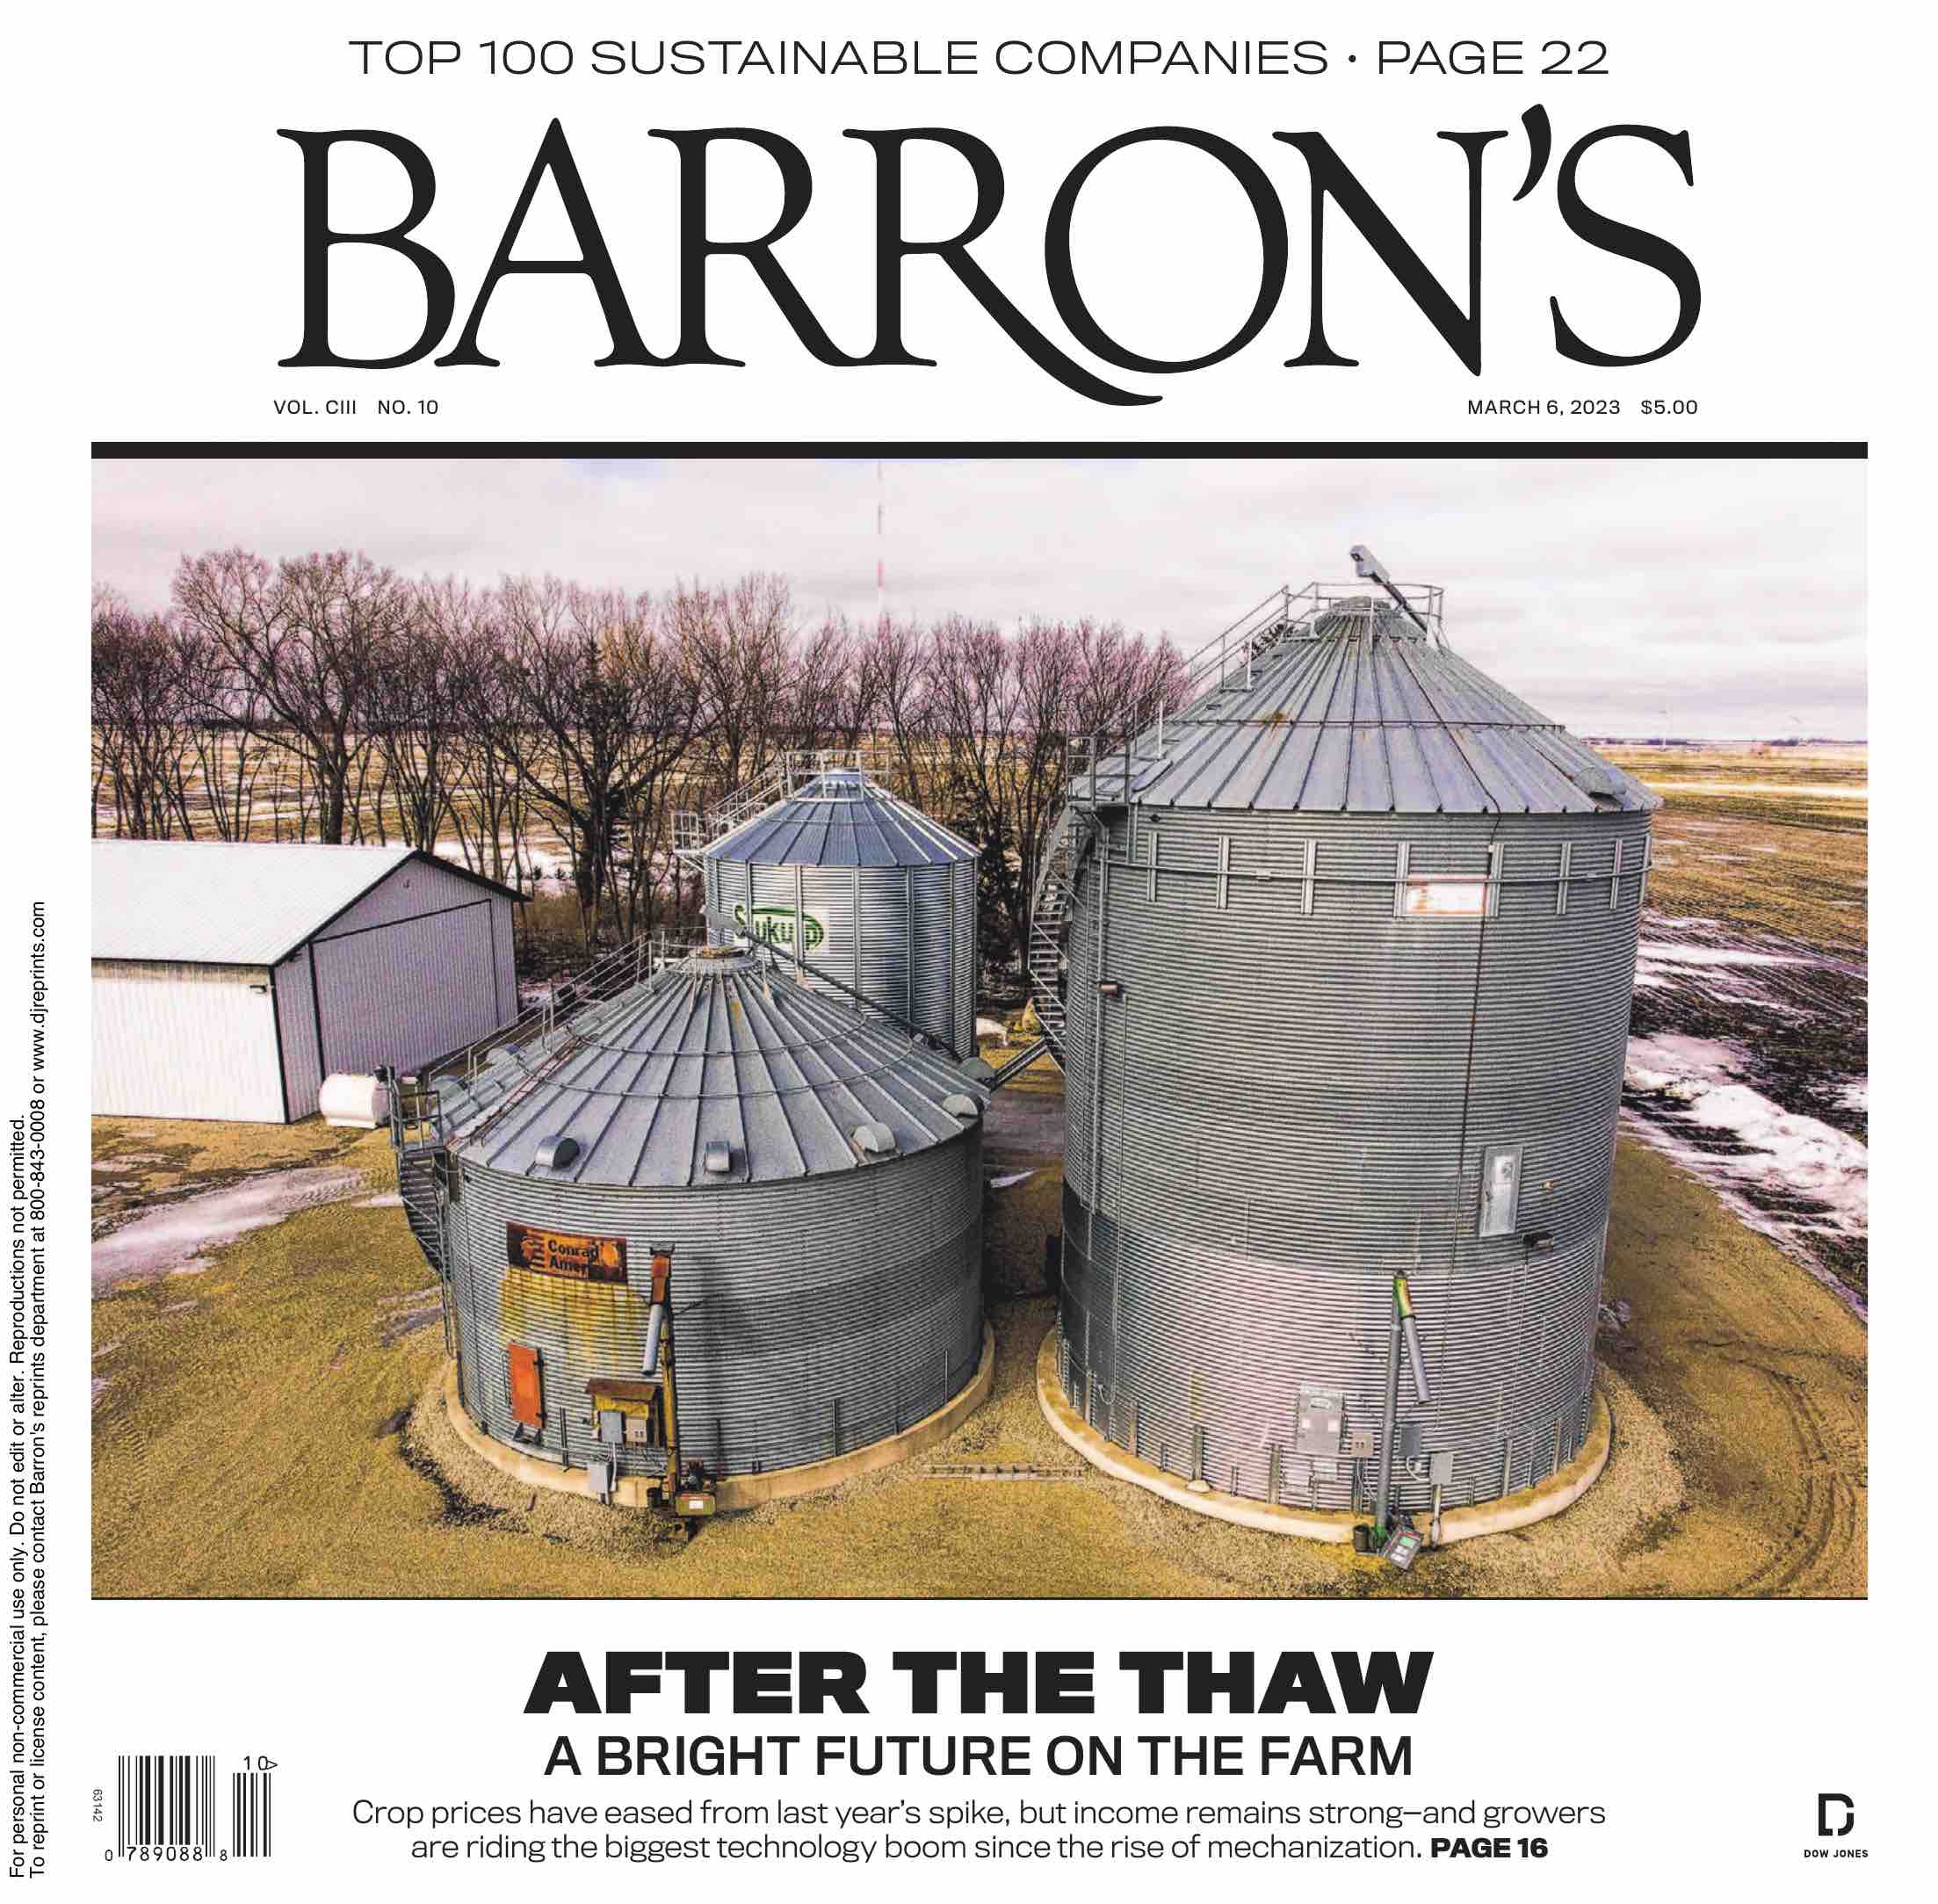 TOP 100 SUSTAINABLE COMPANIES • PAGE 22
BARRON'S
VOL. CIII NO. 10
MARCH 6, 2023 $5.00
Conrad
AFTER THE THAW
A BRIGHT FUTURE ON THE FARM
Crop prices have eased from last year's spike, but income remains strong—and growers
are riding the biggest technology boom since the rise of mechanization. PAGE 16
10>
63142
0 789088 8
DOW JONES
For personal non-commercial use only. Do not edit or alter. Reproductions not permitted.
To reprint or license content, please contact Barron's reprints department at 800-843-0008 or www.djreprints.com